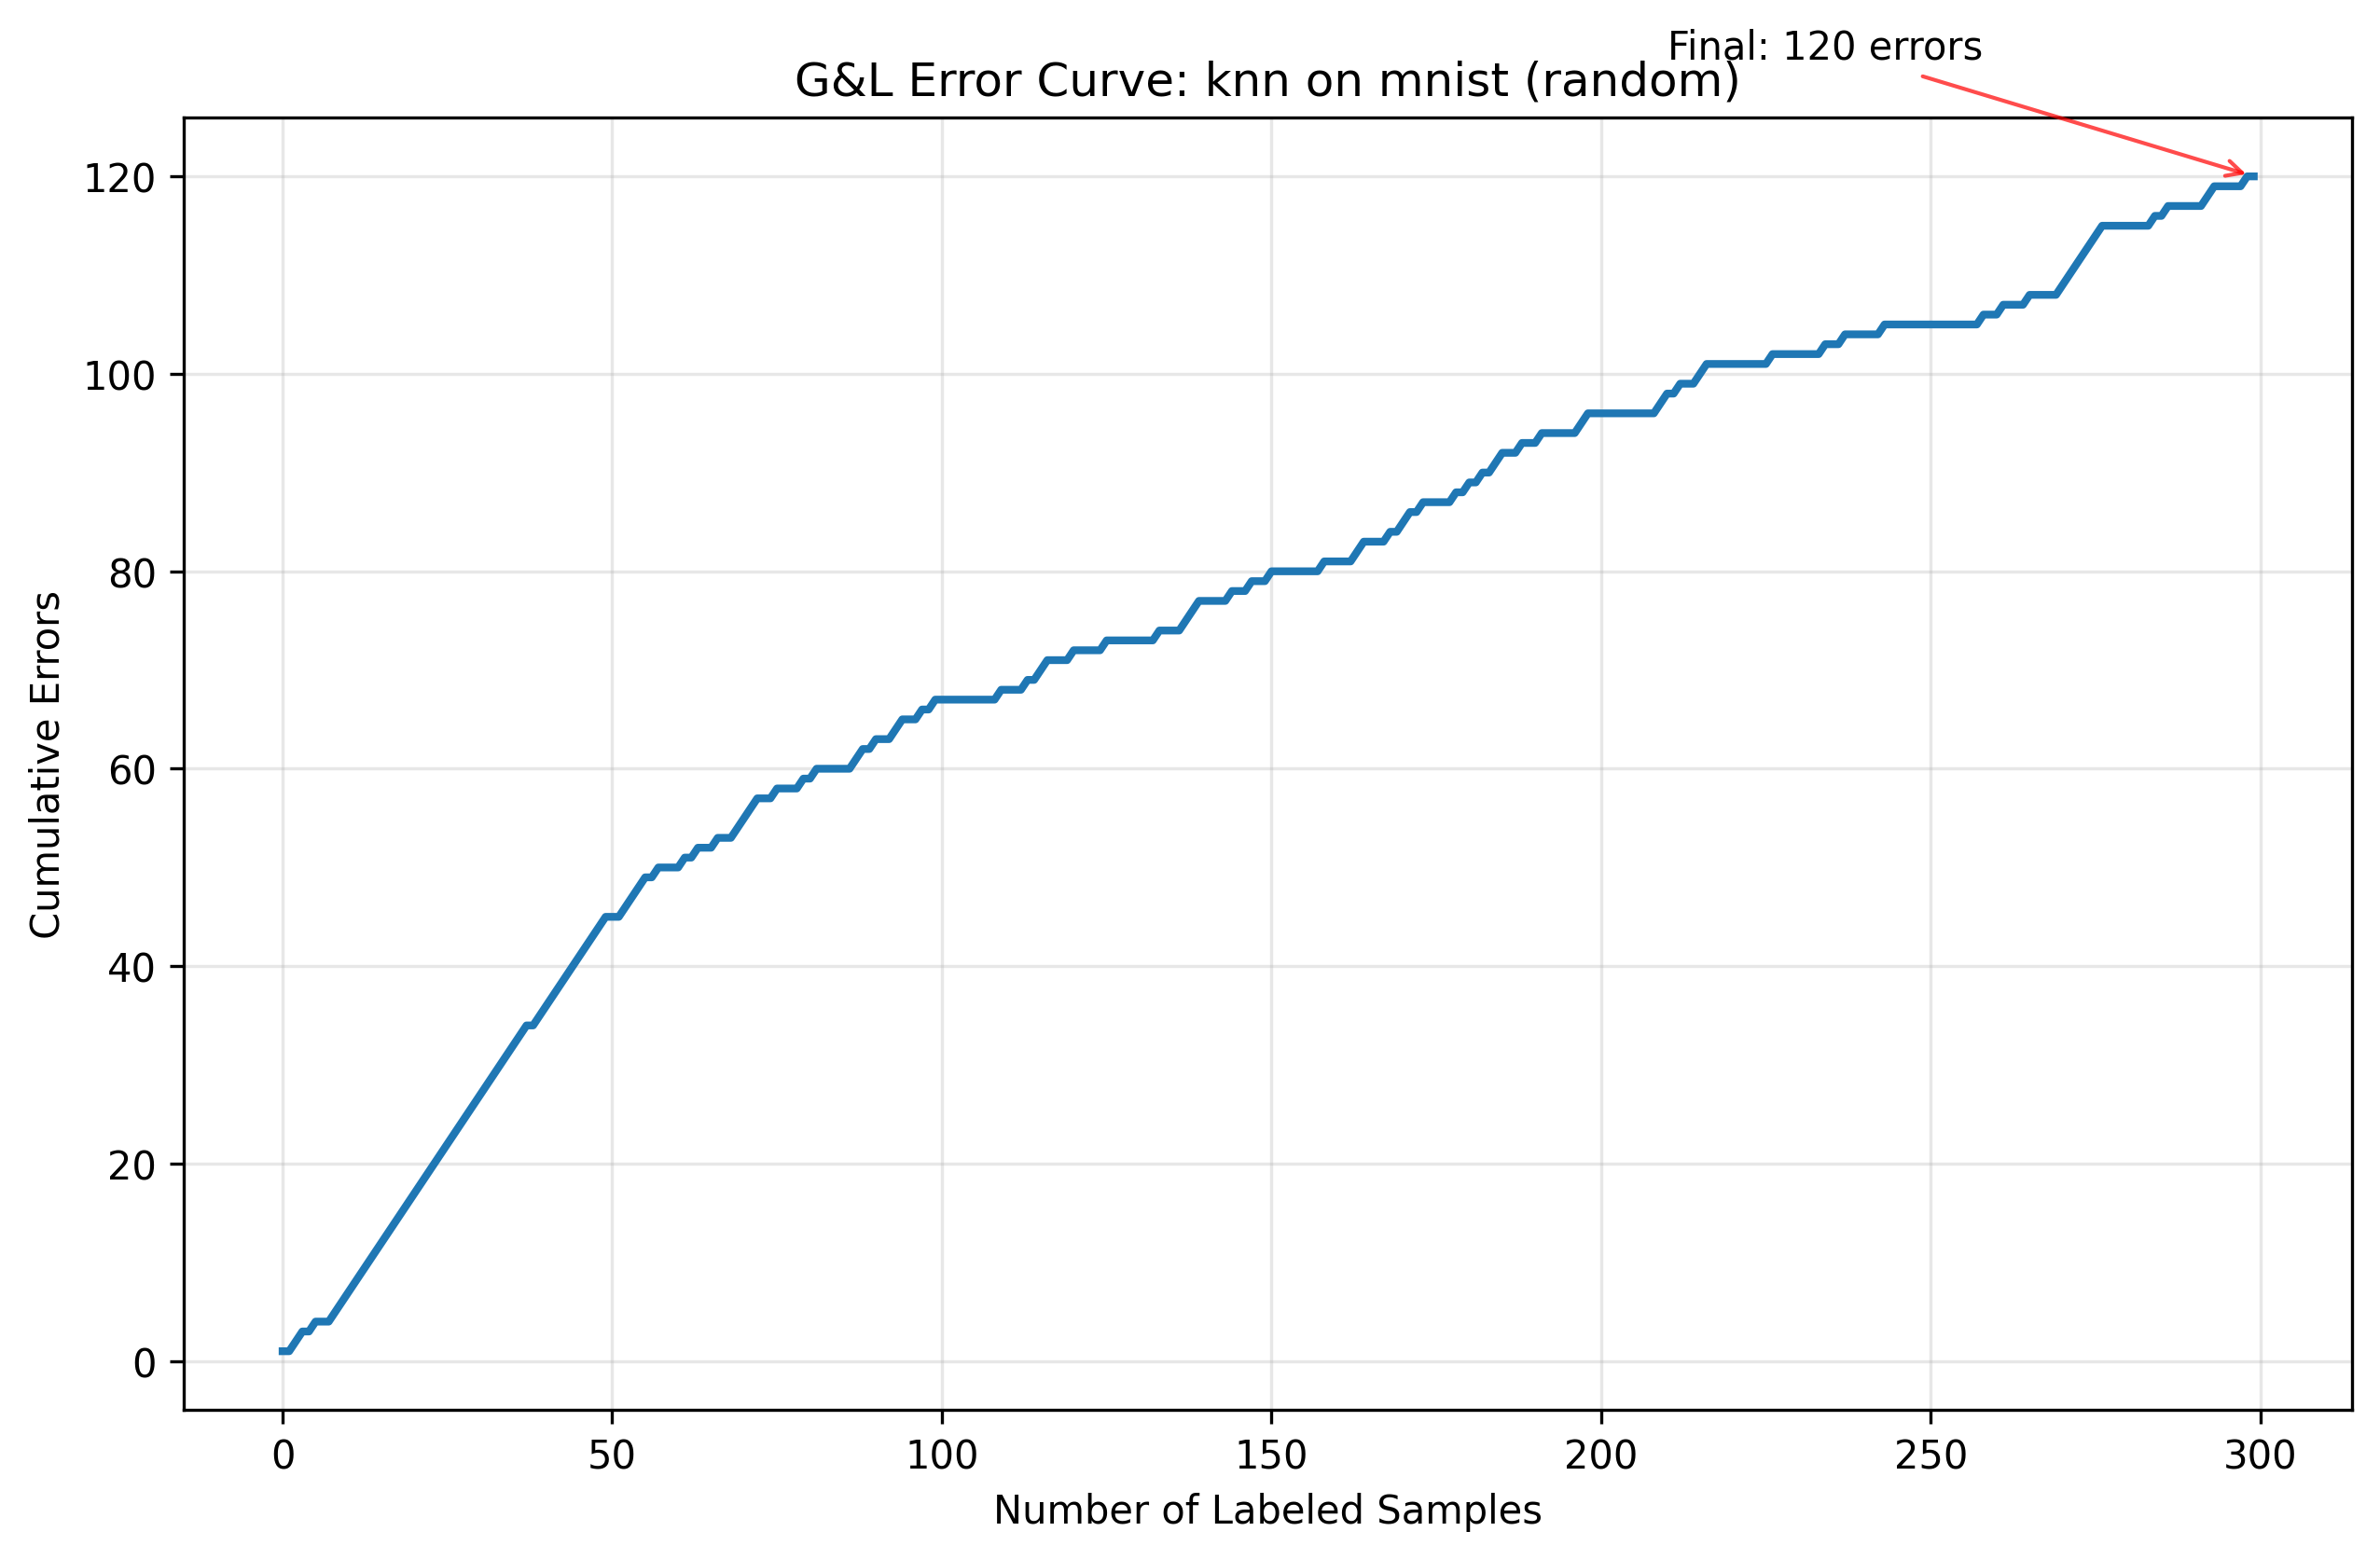 Final: 120 errors
G&L Error Curve: knn on mnist (random)
120
100
80
60
40
20
0
Cumulative Errors
0 50 100 150 200 250 300
Number of Labeled Samples